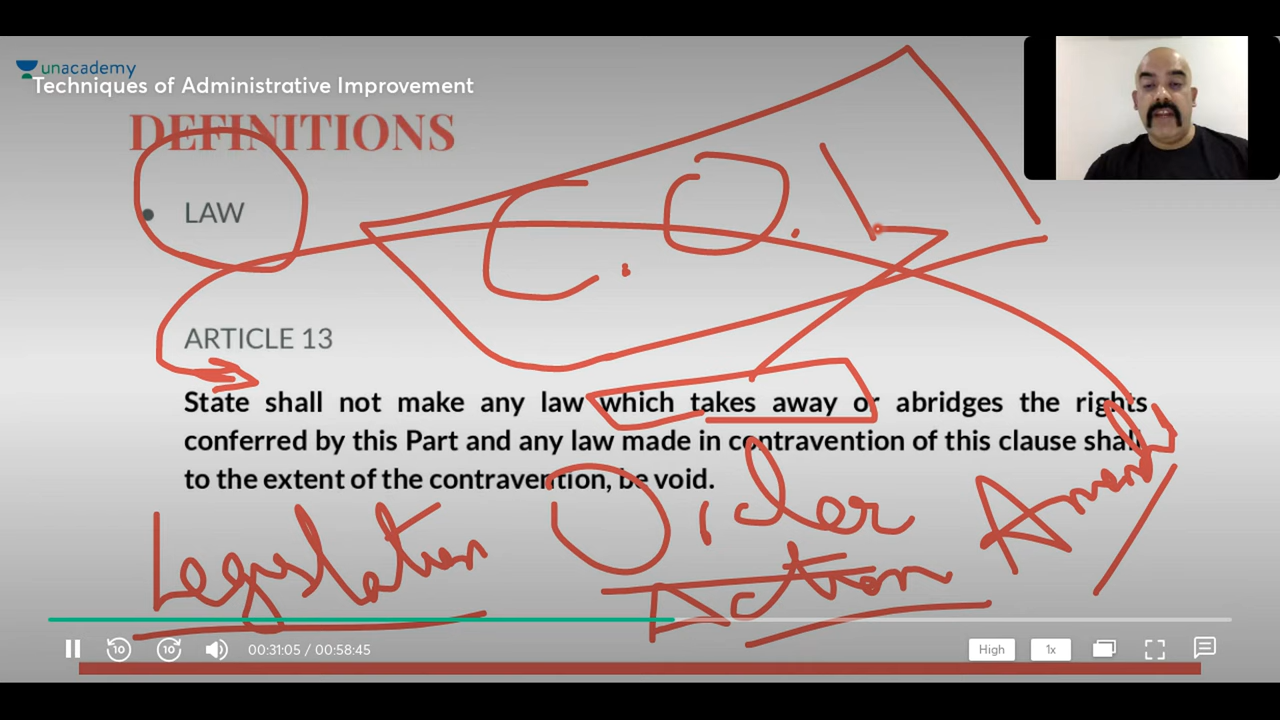 unacademy
Techniques of Administrative Improvement
DEFINITIONS
• LAW
C. O. I
ARTICLE 13
State shall not make any law which takes away or abridges the rights
conferred by this Part and any law made in contravention of this clause shall
to the extent of the contravention, be void.
Legislation Order Amend
Action
10 10 00:31:05 / 00:58:45 High 1x